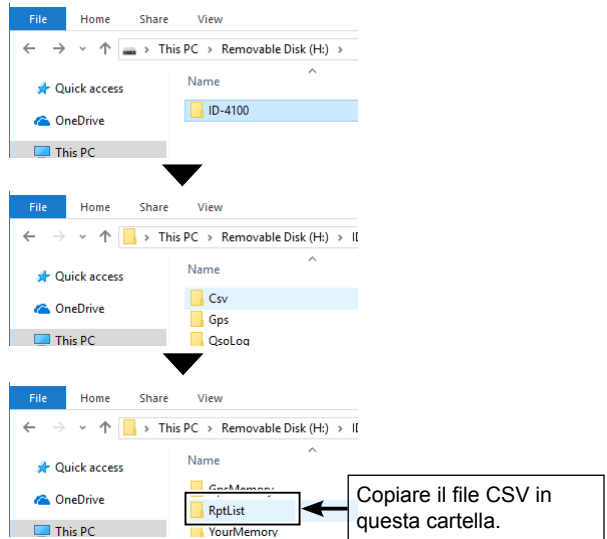 File Home Share View
This PC > Removable Disk (H:) >
Name
Quick access
ID-4100
OneDrive
This PC
File Home Share View
This PC > Removable Disk (H:) >
Name
Quick access
Csv
OneDrive
Gps
This PC
QsoLog
File Home Share View
This PC > Removable Disk (H:) >
Name
Quick access
GpsMemory
OneDrive
RptList
This PC
YourMemory
Copiare il file CSV in
questa cartella.